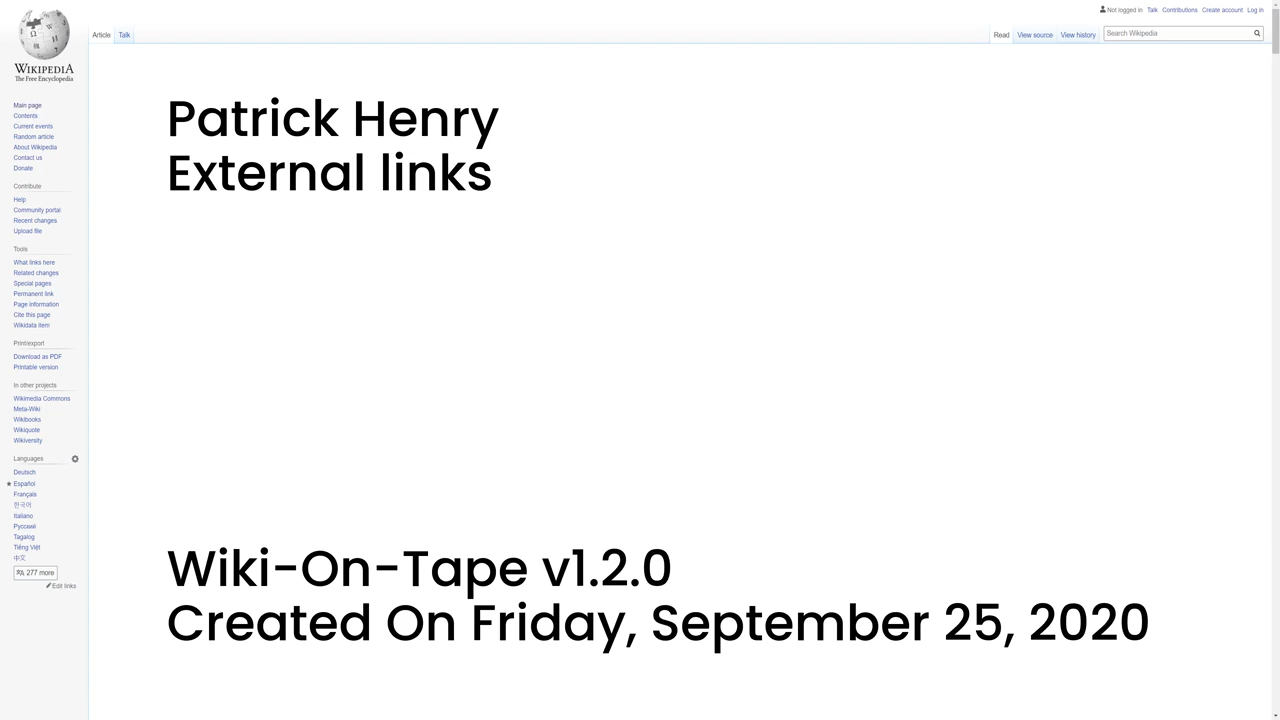 Not logged in Talk Contributions Create account Log in
Article Talk
Read View source View history Search Wikipedia
WIKIPEDIA
The Free Encyclopedia
Main page
Contents
Current events
Random article
About Wikipedia
Contact us
Donate
Contribute
Help
Community portal
Recent changes
Upload file
Tools
What links here
Related changes
Special pages
Permanent link
Page information
Cite this page
Wikidata item
Print/export
Download as PDF
Printable version
In other projects
Wikimedia Commons
Meta-Wiki
Wikibooks
Wikiquote
Wikiversity
Languages
Deutsch
Español
Français
한국어
Italiano
Русский
Tagalog
Tiếng Việt
中文
277 more
Edit links
Patrick Henry
External links
Wiki-On-Tape v1.2.0
Created On Friday, September 25, 2020